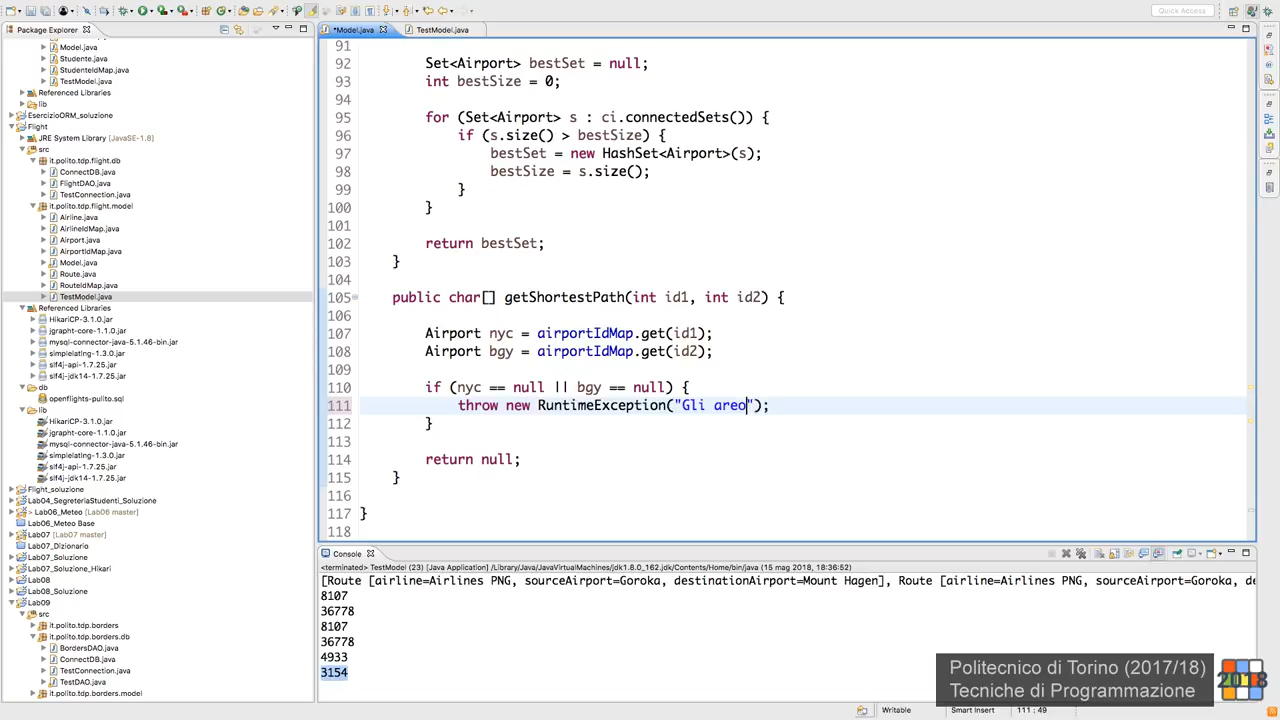 Quick Access
Package Explorer
*Model.java
TestModel.java
Model.java
Studente.java
StudenteIdMap.java
TestModel.java
Referenced Libraries
lib
EsercizioORM_soluzione
Flight
JRE System Library [JavaSE-1.8]
src
it.polito.tdp.flight.db
ConnectDB.java
FlightDAO.java
TestConnection.java
it.polito.tdp.flight.model
Airline.java
AirlineIdMap.java
Airport.java
AirportIdMap.java
Model.java
Route.java
RouteIdMap.java
TestModel.java
Referenced Libraries
HikariCP-3.1.0.jar
jgrapht-core-1.1.0.jar
mysql-connector-java-5.1.46-bin.jar
simplelatlng-1.3.0.jar
slf4j-api-1.7.25.jar
slf4j-jdk14-1.7.25.jar
db
openflights-pulito.sql
lib
HikariCP-3.1.0.jar
jgrapht-core-1.1.0.jar
mysql-connector-java-5.1.46-bin.jar
simplelatlng-1.3.0.jar
slf4j-api-1.7.25.jar
slf4j-jdk14-1.7.25.jar
Flight_soluzione
Lab04_SegreteriaStudenti_Soluzione
> Lab06_Meteo [Lab06 master]
Lab06_Meteo Base
Lab07 [Lab07 master]
Lab07_Dizionario
Lab07_Soluzione
Lab07_Soluzione_Hikari
Lab08
Lab08_Soluzione
Lab09
src
it.polito.tdp.borders
it.polito.tdp.borders.db
BordersDAO.java
ConnectDB.java
TestConnection.java
TestDAO.java
it.polito.tdp.borders.model
91
92 Set<Airport> bestSet = null;
93 int bestSize = 0;
94
95 for (Set<Airport> s : ci.connectedSets()) {
96 if (s.size() > bestSize) {
97 bestSet = new HashSet<Airport>(s);
98 bestSize = s.size();
99 }
100 }
101
102 return bestSet;
103 }
104
105 public char[] getShortestPath(int id1, int id2) {
106
107 Airport nyc = airportIdMap.get(id1);
108 Airport bgy = airportIdMap.get(id2);
109
110 if (nyc == null || bgy == null) {
111 throw new RuntimeException("Gli areo");
112 }
113
114 return null;
115 }
116
117 }
118
Console
<terminated> TestModel (23) [Java Application] /Library/Java/JavaVirtualMachines/jdk1.8.0_162.jdk/Contents/Home/bin/java (15 mag 2018, 18:36:52)
[Route [airline=Airlines PNG, sourceAirport=Goroka, destinationAirport=Mount Hagen], Route [airline=Airlines PNG, sourceAirport=Goroka, de
8107
36778
8107
36778
4933
3154
Politecnico di Torino (2017/18)
Tecniche di Programmazione
2018
Writable
Smart Insert
111 : 49